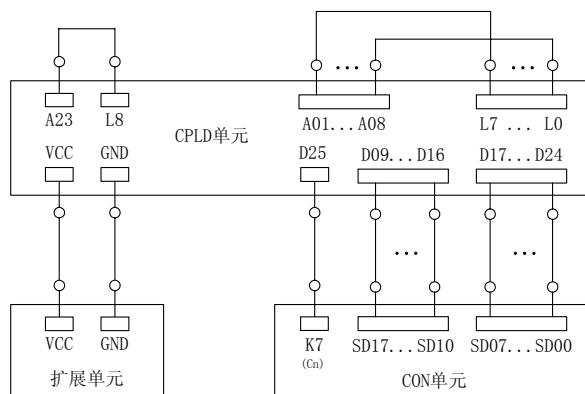 ... ...
A23 L8 A01...A08 L7 ... L0
CPLD单元
VCC GND D25 D09...D16 D17...D24
... ...
VCC GND K7 SD17...SD10 SD07...SD00
(Cn)
扩展单元 CON单元